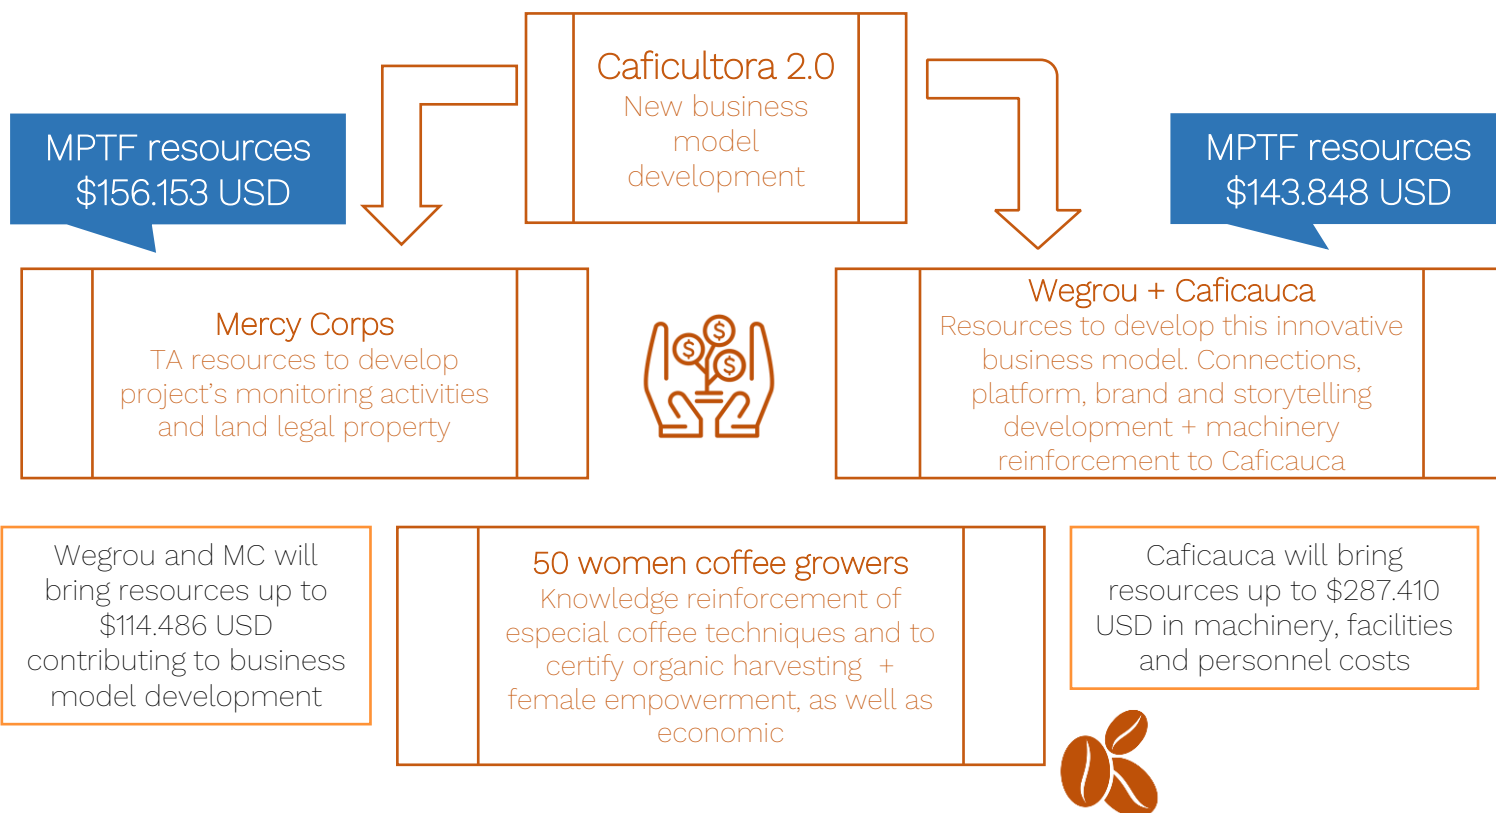 Caficultora 2.0
New business
model
development
MPTF resources
$156.153 USD
MPTF resources
$143.848 USD
Mercy Corps
TA resources to develop
project's monitoring activities
and land legal property
Wegrou + Caficauca
Resources to develop this innovative
business model. Connections,
platform, brand and storytelling
development + machinery
reinforcement to Caficauca
Wegrou and MC will
bring resources up to
$114.486 USD
contributing to business
model development
50 women coffee growers
Knowledge reinforcement of
especial coffee techniques and to
certify organic harvesting +
female empowerment, as well as
economic
Caficauca will bring
resources up to $287.410
USD in machinery, facilities
and personnel costs